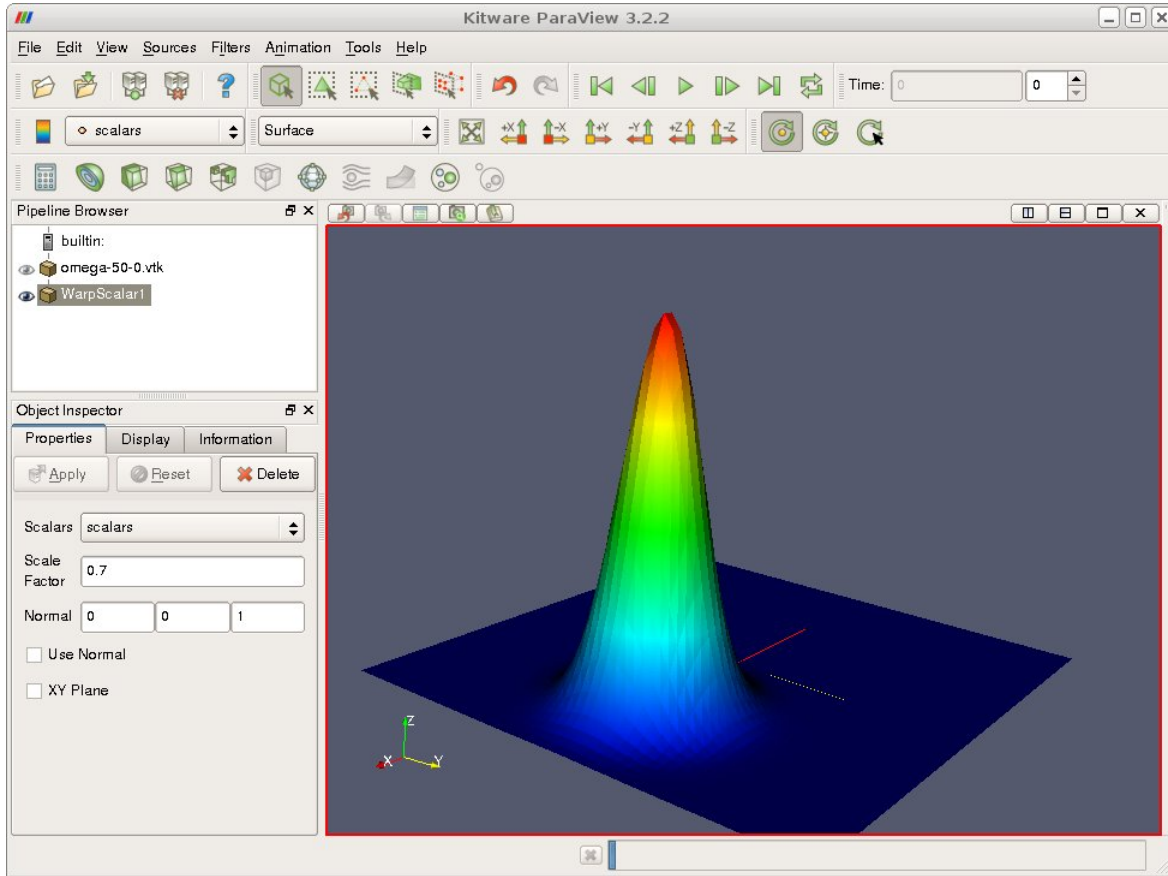 Kitware ParaView 3.2.2
File Edit View Sources Filters Animation Tools Help
Time: 0 0
scalars Surface +X -X +Y -Y +Z -Z
Pipeline Browser
builtin:
omega-50-0.vtk
WarpScalar1
Object Inspector
Properties Display Information
Apply Reset Delete
Scalars scalars
Scale Factor 0.7
Normal 0 0 1
Use Normal
XY Plane
Z
X Y